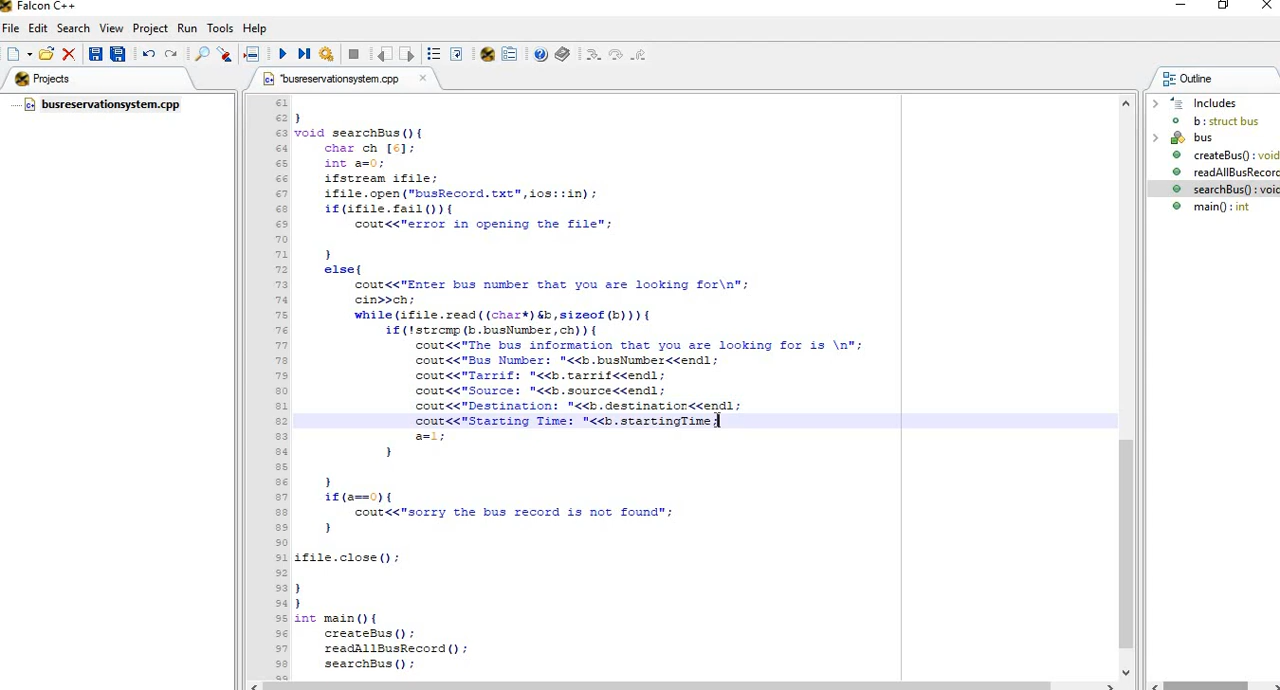 Falcon C++
File Edit Search View Project Run Tools Help
Projects
*busreservationsystem.cpp
Outline
busreservationsystem.cpp
61
62 }
63 void searchBus(){
64 char ch [6];
65 int a=0;
66 ifstream ifile;
67 ifile.open("busRecord.txt",ios::in);
68 if(ifile.fail()){
69 cout<<"error in opening the file";
70
71 }
72 else{
73 cout<<"Enter bus number that you are looking for\n";
74 cin>>ch;
75 while(ifile.read((char*)&b,sizeof(b))){
76 if(!strcmp(b.busNumber,ch)){
77 cout<<"The bus information that you are looking for is \n";
78 cout<<"Bus Number: "<<b.busNumber<<endl;
79 cout<<"Tarrif: "<<b.tarrif<<endl;
80 cout<<"Source: "<<b.source<<endl;
81 cout<<"Destination: "<<b.destination<<endl;
82 cout<<"Starting Time: "<<b.startingTime;
83 a=1;
84 }
85
86 }
87 if(a==0){
88 cout<<"sorry the bus record is not found";
89 }
90
91 ifile.close();
92
93 }
94 }
95 int main(){
96 createBus();
97 readAllBusRecord();
98 searchBus();
99
Includes
b : struct bus
bus
createBus() : void
readAllBusRecord
searchBus() : void
main() : int